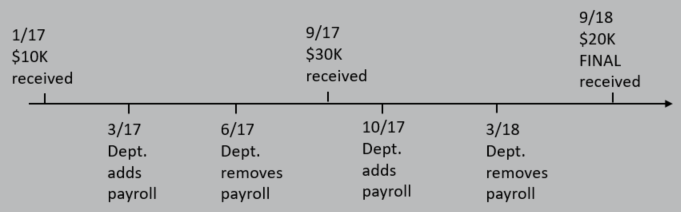 1/17
$10K
received
9/17
$30K
received
9/18
$20K
FINAL
received
3/17
Dept.
adds
payroll
6/17
Dept.
removes
payroll
10/17
Dept.
adds
payroll
3/18
Dept.
removes
payroll